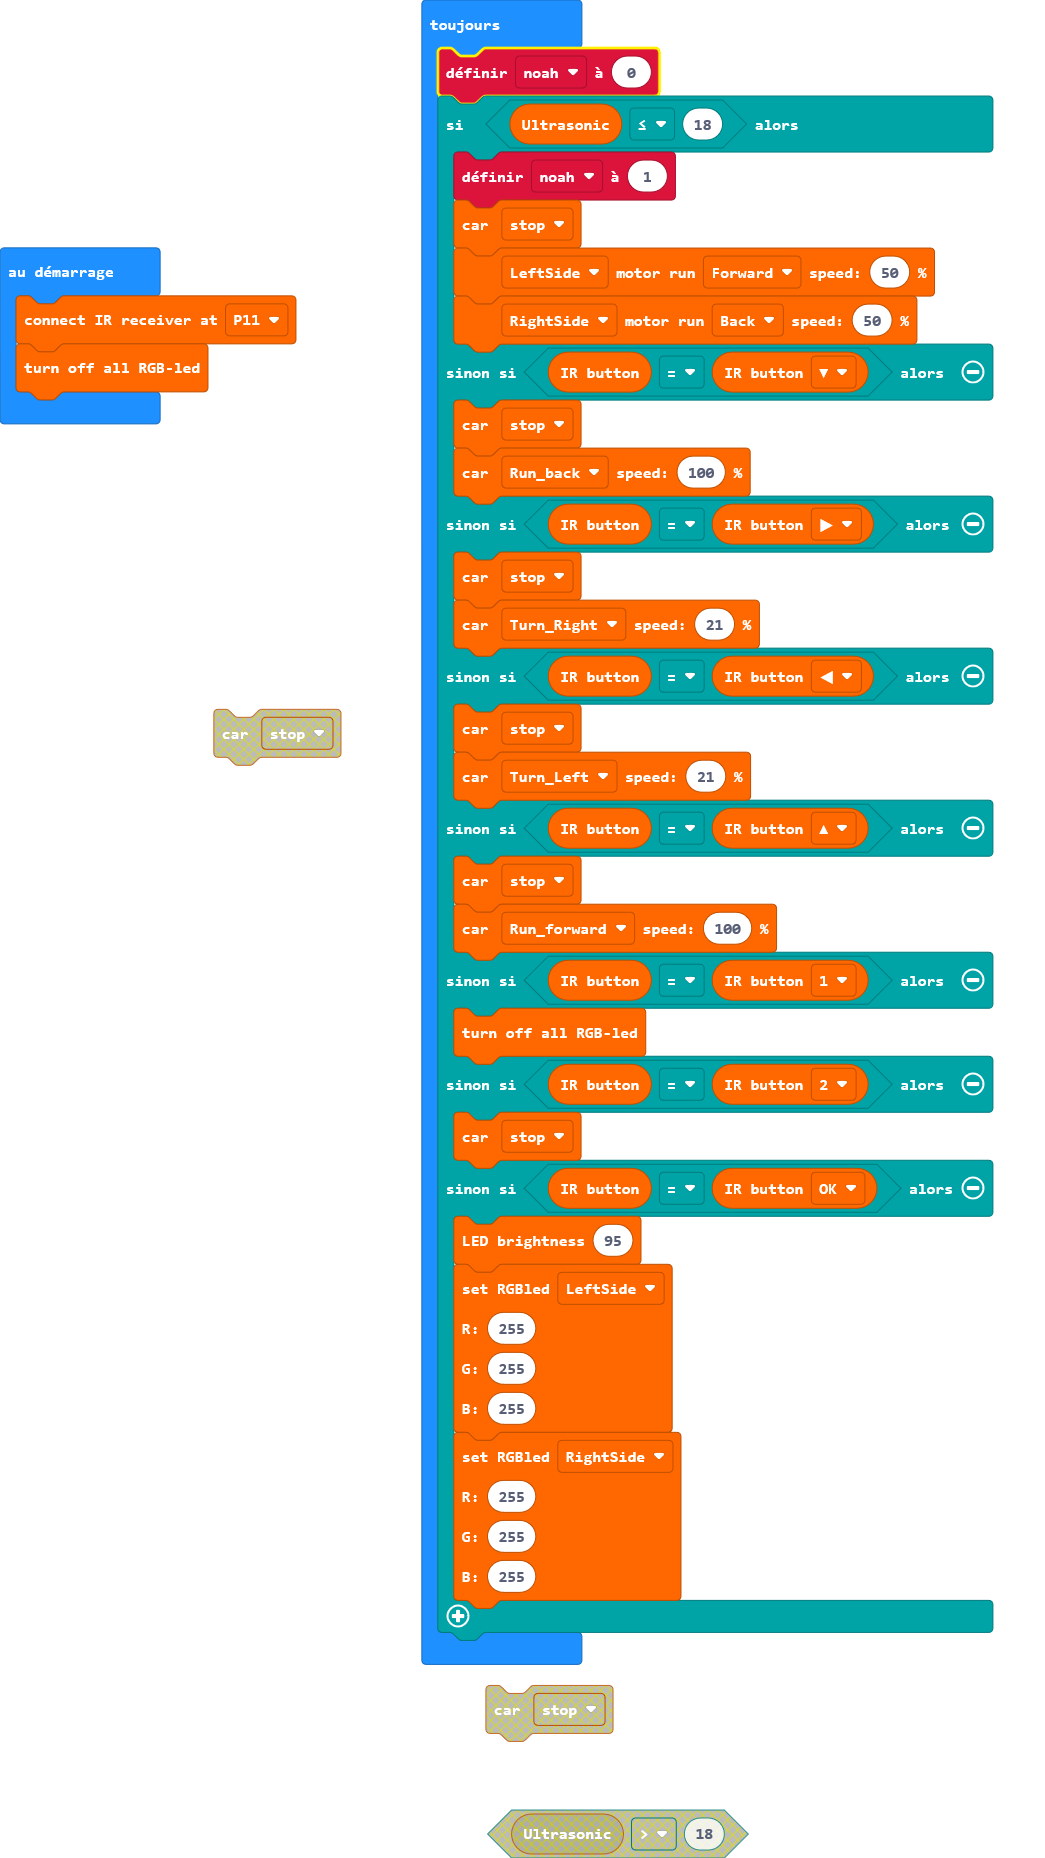 toujours
définir noah à 0
si Ultrasonic ≤ 18 alors
définir noah à 1
car stop
LeftSide motor run Forward speed: 50 %
RightSide motor run Back speed: 50 %
sinon si IR button = IR button ▼ alors
car stop
car Run_back speed: 100 %
sinon si IR button = IR button ▶ alors
car stop
car Turn_Right speed: 21 %
sinon si IR button = IR button ◀ alors
car stop
car Turn_Left speed: 21 %
sinon si IR button = IR button ▲ alors
car stop
car Run_forward speed: 100 %
sinon si IR button = IR button 1 alors
turn off all RGB-led
sinon si IR button = IR button 2 alors
car stop
sinon si IR button = IR button OK alors
LED brightness 95
set RGBled LeftSide
R: 255
G: 255
B: 255
set RGBled RightSide
R: 255
G: 255
B: 255
au démarrage
connect IR receiver at P11
turn off all RGB-led
car stop
car stop
Ultrasonic > 18